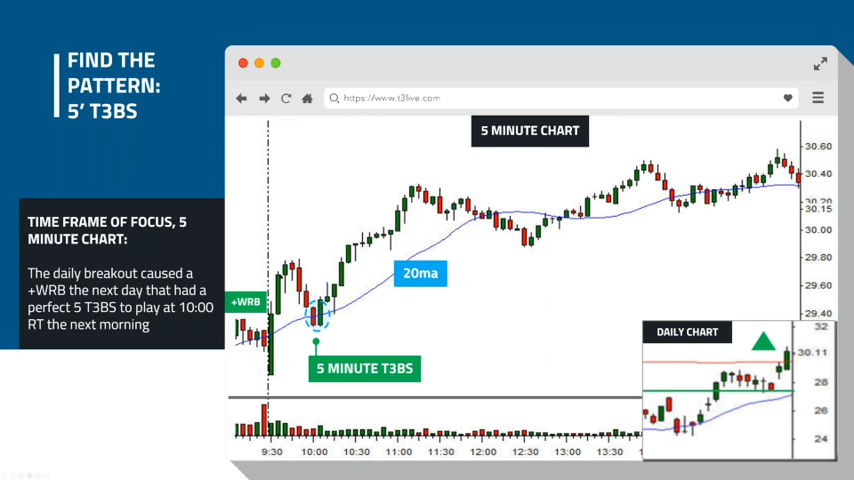 FIND THE
PATTERN:
5’ T3BS
https://www.t3live.com
5 MINUTE CHART
30.60
30.40
30.20
30.15
30.00
29.80
29.60
29.40
TIME FRAME OF FOCUS, 5
MINUTE CHART:
The daily breakout caused a
+WRB the next day that had a
perfect 5 T3BS to play at 10:00
RT the next morning
20ma
+WRB
5 MINUTE T3BS
DAILY CHART
32
30.11
28
26
24
9:30 10:00 10:30 11:00 11:30 12:00 12:30 13:00 13:30